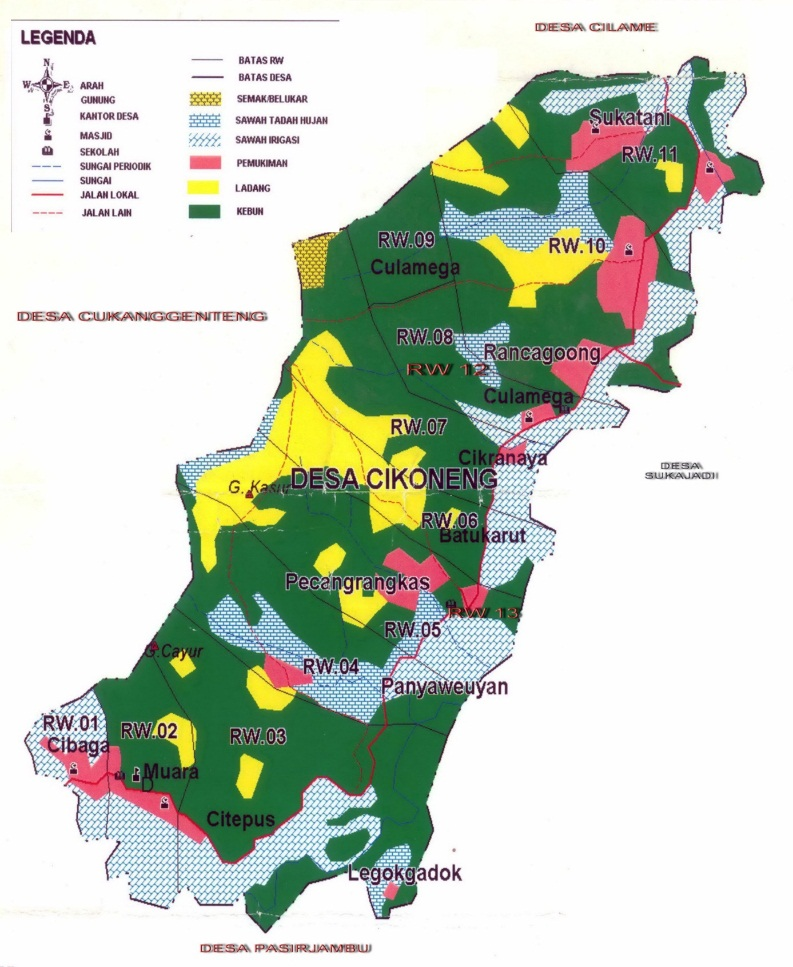 DESA CILAME
LEGENDA
N
W E
S
ARAH
GUNUNG
KANTOR DESA
MASJID
SEKOLAH
SUNGAI PERIODIK
SUNGAI
JALAN LOKAL
JALAN LAIN
BATAS RW
BATAS DESA
SEMAK/BELUKAR
SAWAH TADAH HUJAN
SAWAH IRIGASI
PEMUKIMAN
LADANG
KEBUN
Sukatani
RW.11
RW.09
Culamega
RW.10
DESA CUKANGGENTENG
RW.08
Rancagoong
RW 12
Culamega
RW.07
Cikranaya
DESA
SUKAJADI
DESA CIKONENG
G. Kasur
RW.06
Batukarut
Pecangrangkas
RW 13
RW.05
G.Cayur
RW.04
Panyaweuyan
RW.01
Cibaga
RW.02
RW.03
Muara
D
Citepus
Legokgadok
DESA PASIRJAMBU